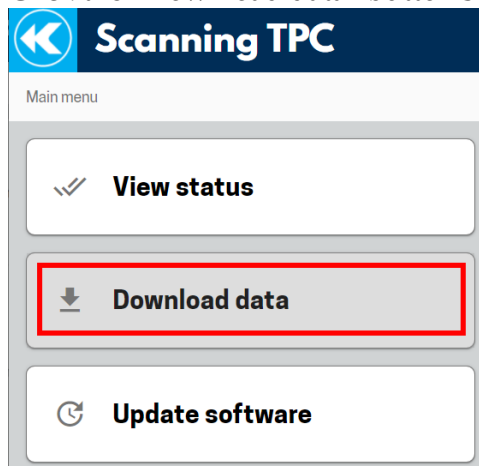 Scanning TPC
Main menu
View status
Download data
Update software